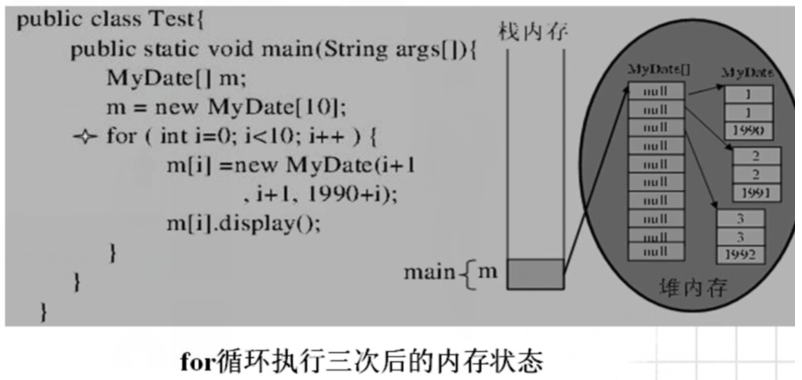 public class Test{
public static void main(String args[]){
MyDate[] m;
m = new MyDate[10];
for ( int i=0; i<10; i++ ) {
m[i] =new MyDate(i+1
, i+1, 1990+i);
m[i].display();
}
}
}
栈内存
main{ m
MyDate[]
null
null
null
null
null
null
null
null
null
null
MyDate
1
1
1990
2
2
1991
3
3
1992
堆内存
for循环执行三次后的内存状态